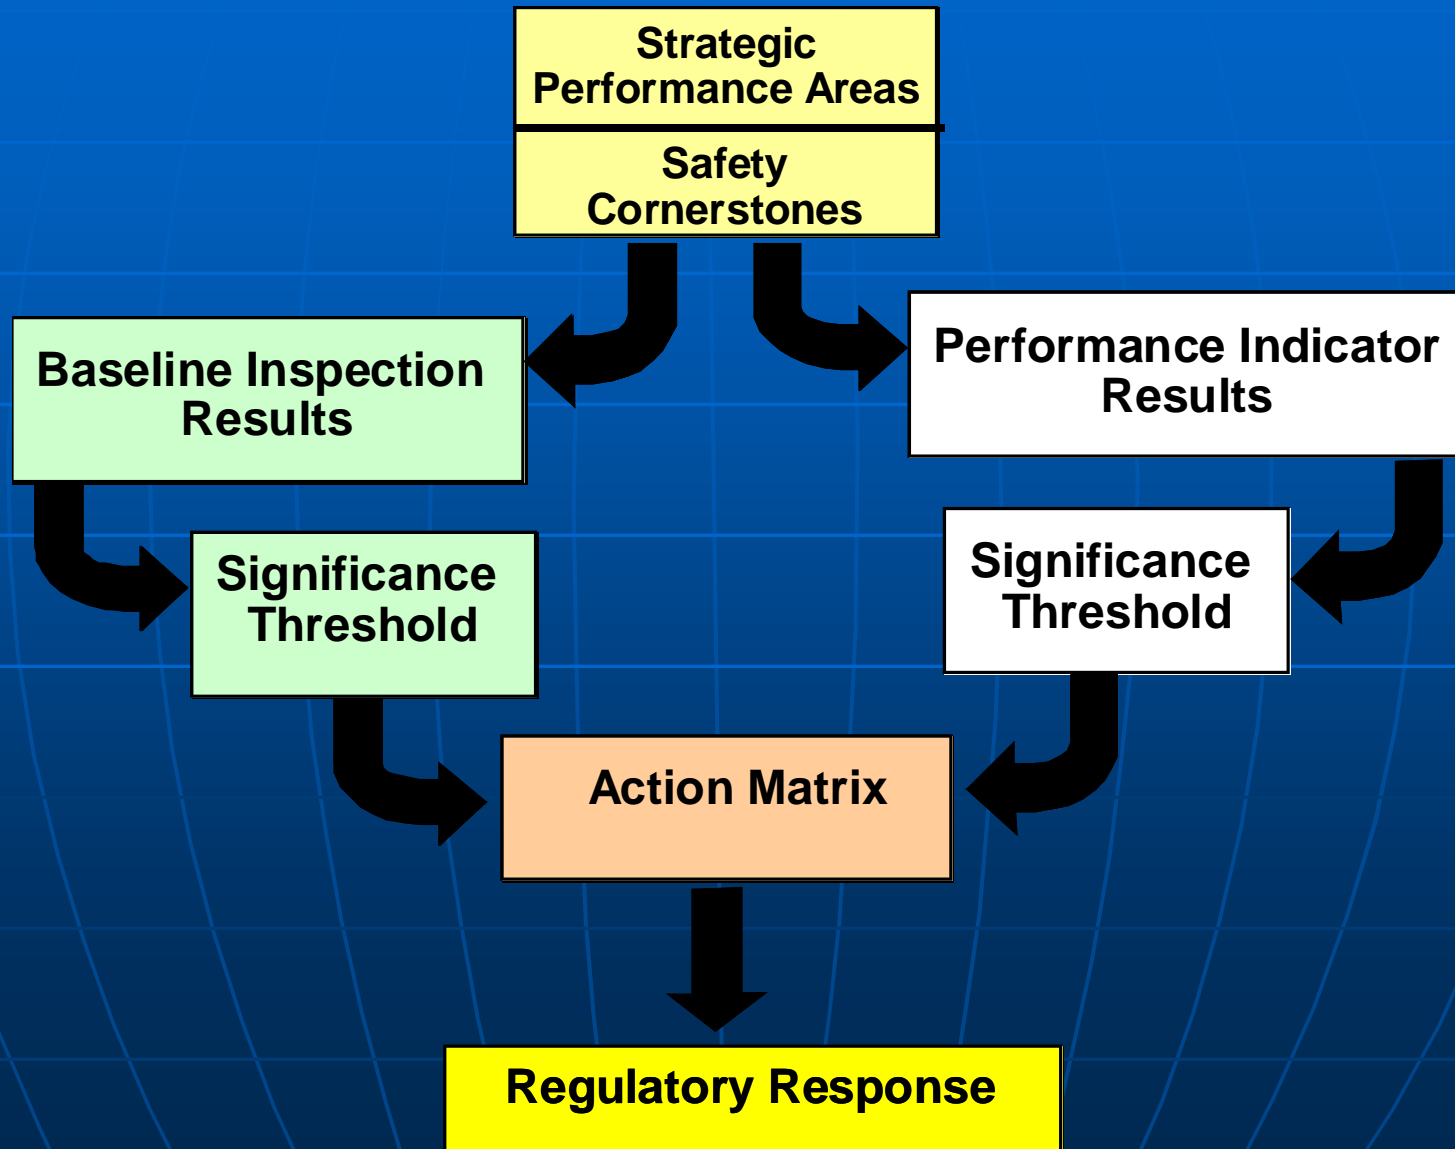 Strategic
Performance Areas
Safety
Cornerstones
Baseline Inspection
Results
Performance Indicator
Results
Significance
Threshold
Significance
Threshold
Action Matrix
Regulatory Response